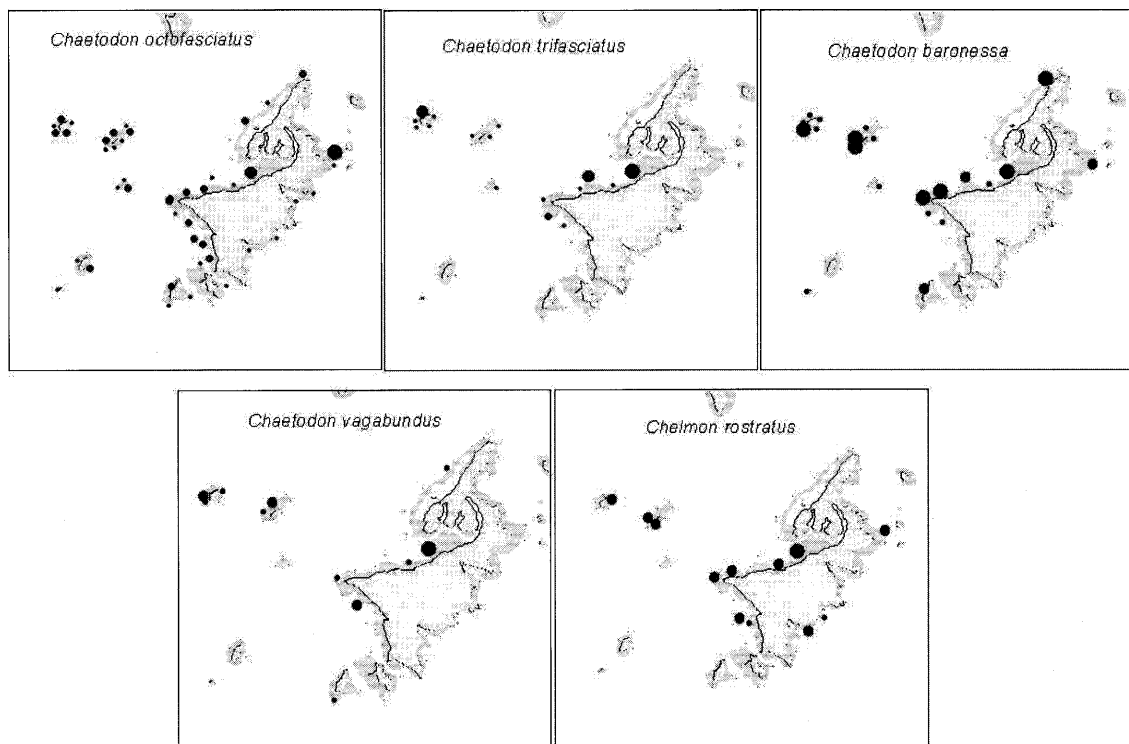 Chaetodon octofasciatus
Chaetodon trifasciatus
Chaetodon baronessa
Chaetodon vagabundus
Chelmon rostratus